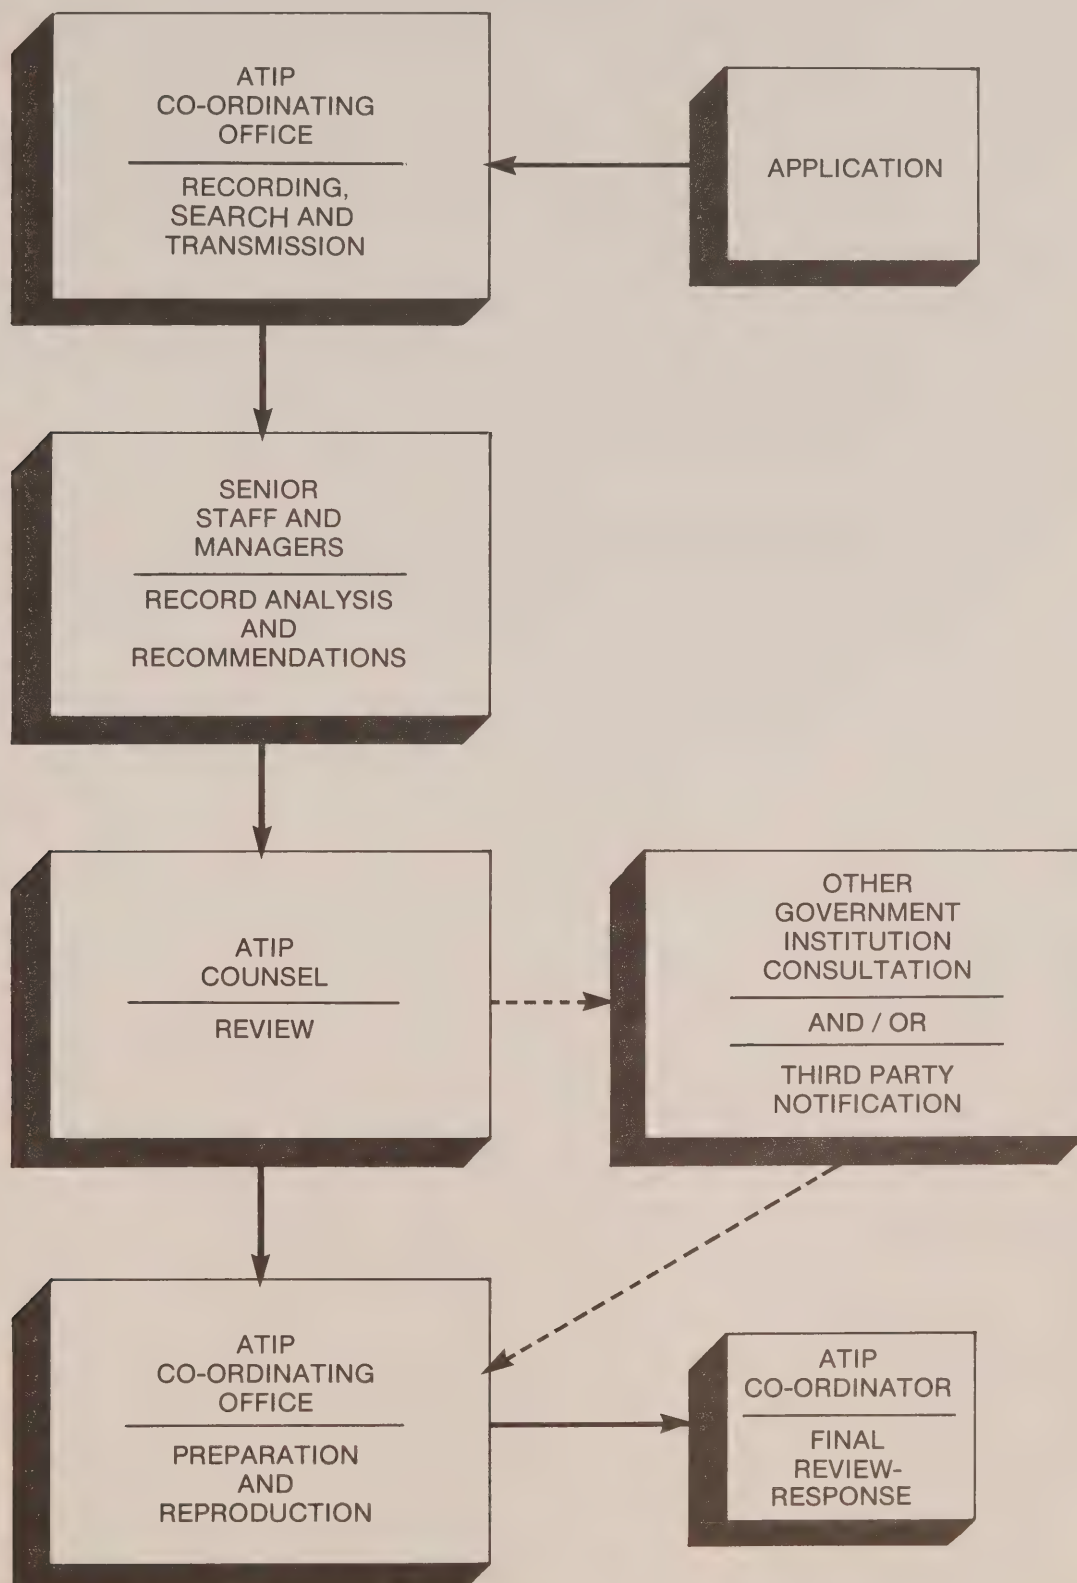 ATIP
CO-ORDINATING
OFFICE
RECORDING,
SEARCH AND
TRANSMISSION
APPLICATION
SENIOR
STAFF AND
MANAGERS
RECORD ANALYSIS
AND
RECOMMENDATIONS
ATIP
COUNSEL
REVIEW
OTHER
GOVERNMENT
INSTITUTION
CONSULTATION
AND / OR
THIRD PARTY
NOTIFICATION
ATIP
CO-ORDINATING
OFFICE
PREPARATION
AND
REPRODUCTION
ATIP
CO-ORDINATOR
FINAL
REVIEW-
RESPONSE